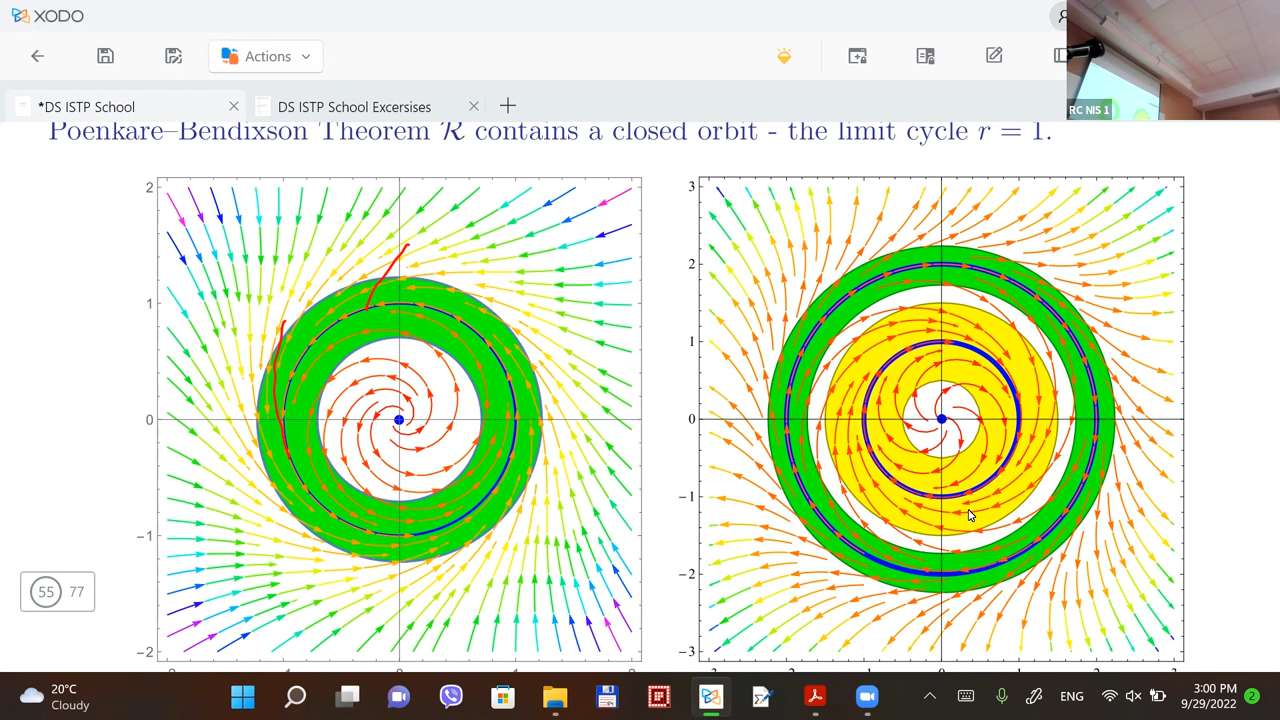 XODO
Actions
*DS ISTP School
DS ISTP School Excersises
RC NIS 1
Poenkare–Bendixson Theorem ℛ contains a closed orbit - the limit cycle r = 1.
2
1
0
−1
−2
3
2
1
0
−1
−2
−3
55 77
20°C
Cloudy
ENG
3:00 PM
9/29/2022
2